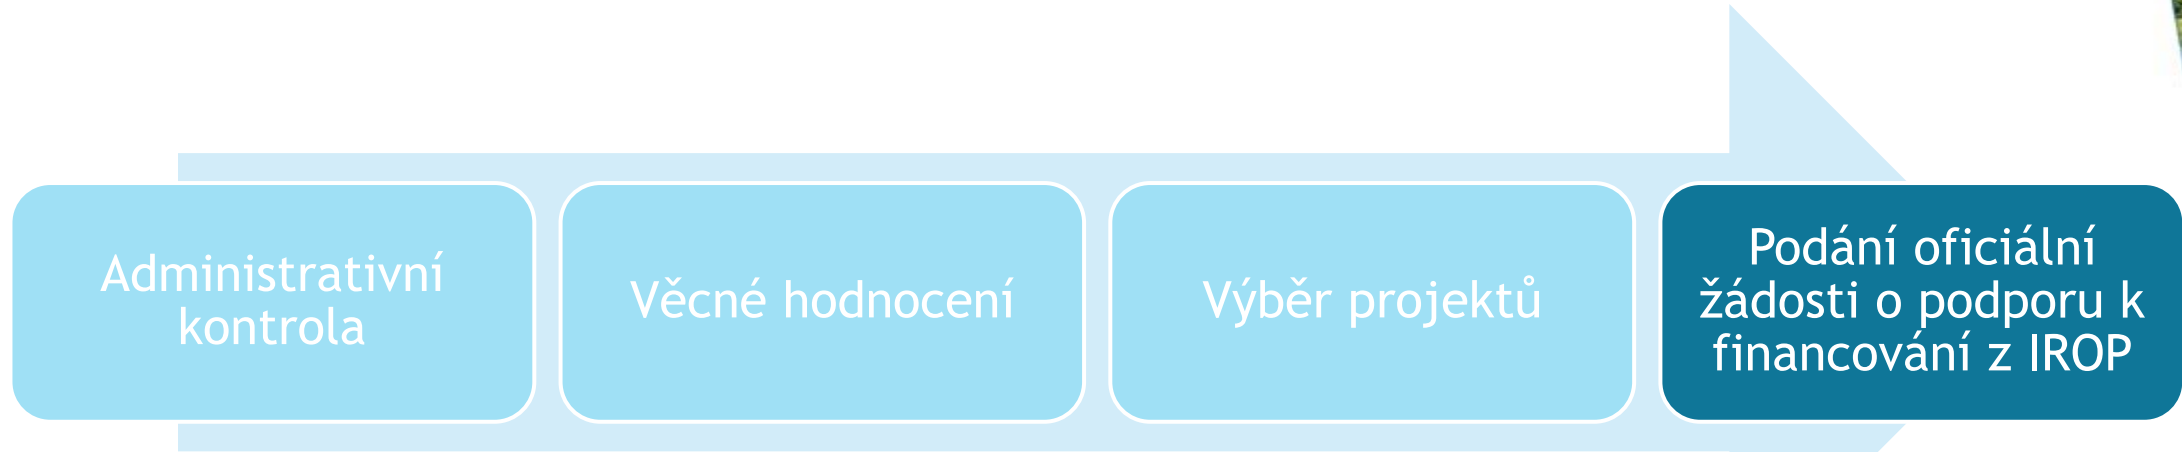 Administrativní
kontrola
Věcné hodnocení
Výběr projektů
Podání oficiální
žádosti o podporu k
financování z IROP